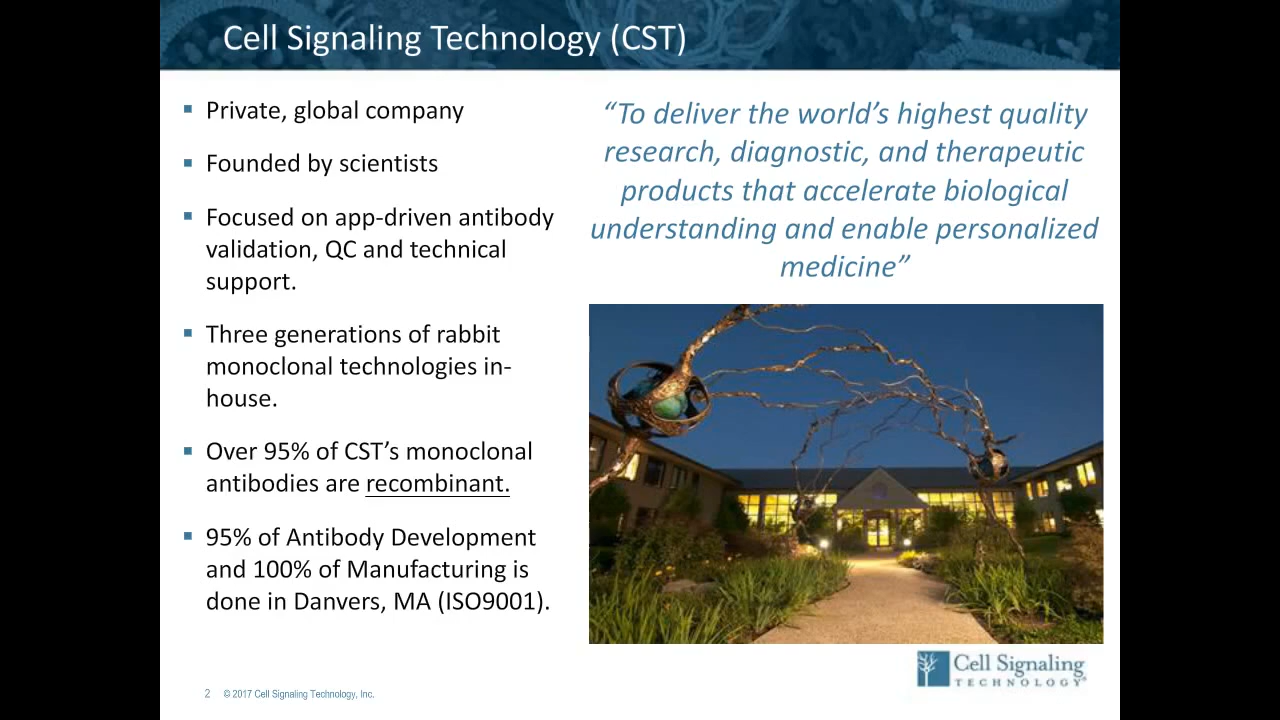 Cell Signaling Technology (CST)
▪ Private, global company
▪ Founded by scientists
▪ Focused on app-driven antibody
validation, QC and technical
support.
▪ Three generations of rabbit
monoclonal technologies in-
house.
▪ Over 95% of CST’s monoclonal
antibodies are recombinant.
▪ 95% of Antibody Development
and 100% of Manufacturing is
done in Danvers, MA (ISO9001).
“To deliver the world’s highest quality
research, diagnostic, and therapeutic
products that accelerate biological
understanding and enable personalized
medicine”
Cell Signaling
TECHNOLOGY®
2 © 2017 Cell Signaling Technology, Inc.